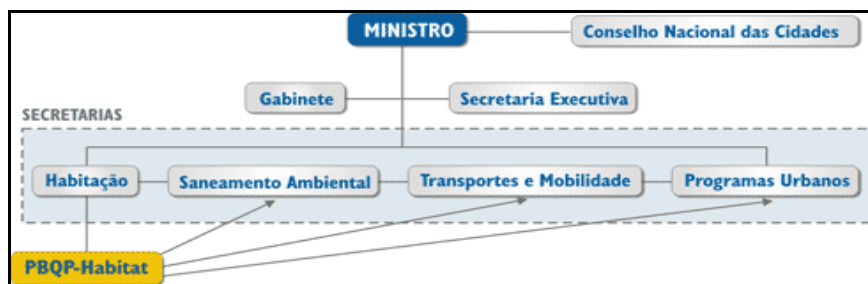 MINISTRO
Conselho Nacional das Cidades
Gabinete
Secretaria Executiva
SECRETARIAS
Habitação
Saneamento Ambiental
Transportes e Mobilidade
Programas Urbanos
PBQP-Habitat